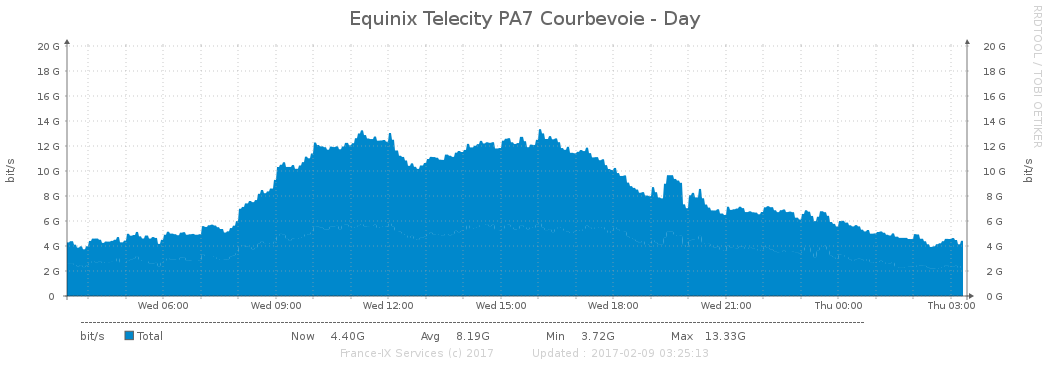 Equinix Telecity PA7 Courbevoie - Day
RRDTOOL / TOBI OETIKER
bit/s
bit/s
20 G 20 G
18 G 18 G
16 G 16 G
14 G 14 G
12 G 12 G
10 G 10 G
8 G 8 G
6 G 6 G
4 G 4 G
2 G 2 G
0 0 G
Wed 06:00 Wed 09:00 Wed 12:00 Wed 15:00 Wed 18:00 Wed 21:00 Thu 00:00 Thu 03:00
bit/s Total Now 4.40G Avg 8.19G Min 3.72G Max 13.33G
France-IX Services (c) 2017 Updated : 2017-02-09 03:25:13